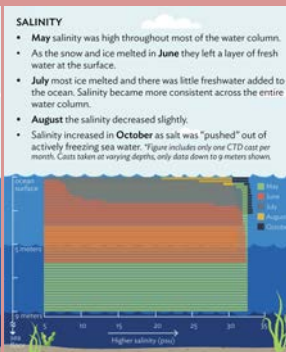 SALINITY
• May salinity was high throughout most of the water column.
• As the snow and ice melted in June they left a layer of fresh
water at the surface.
• July most ice melted and there was little freshwater added to
the ocean. Salinity became more consistent across the entire
water column.
• August the salinity decreased slightly.
• Salinity increased in October as salt was "pushed" out of
actively freezing sea water. *Figure includes only one CTD cast per
month. Casts taken at varying depths, only data down to 9 meters shown.
ocean
surface
May
June
July
August
Octob
5 meters
9 meters
sea
floor
5 10 15 20 25 30 35
Higher salinity (psu)